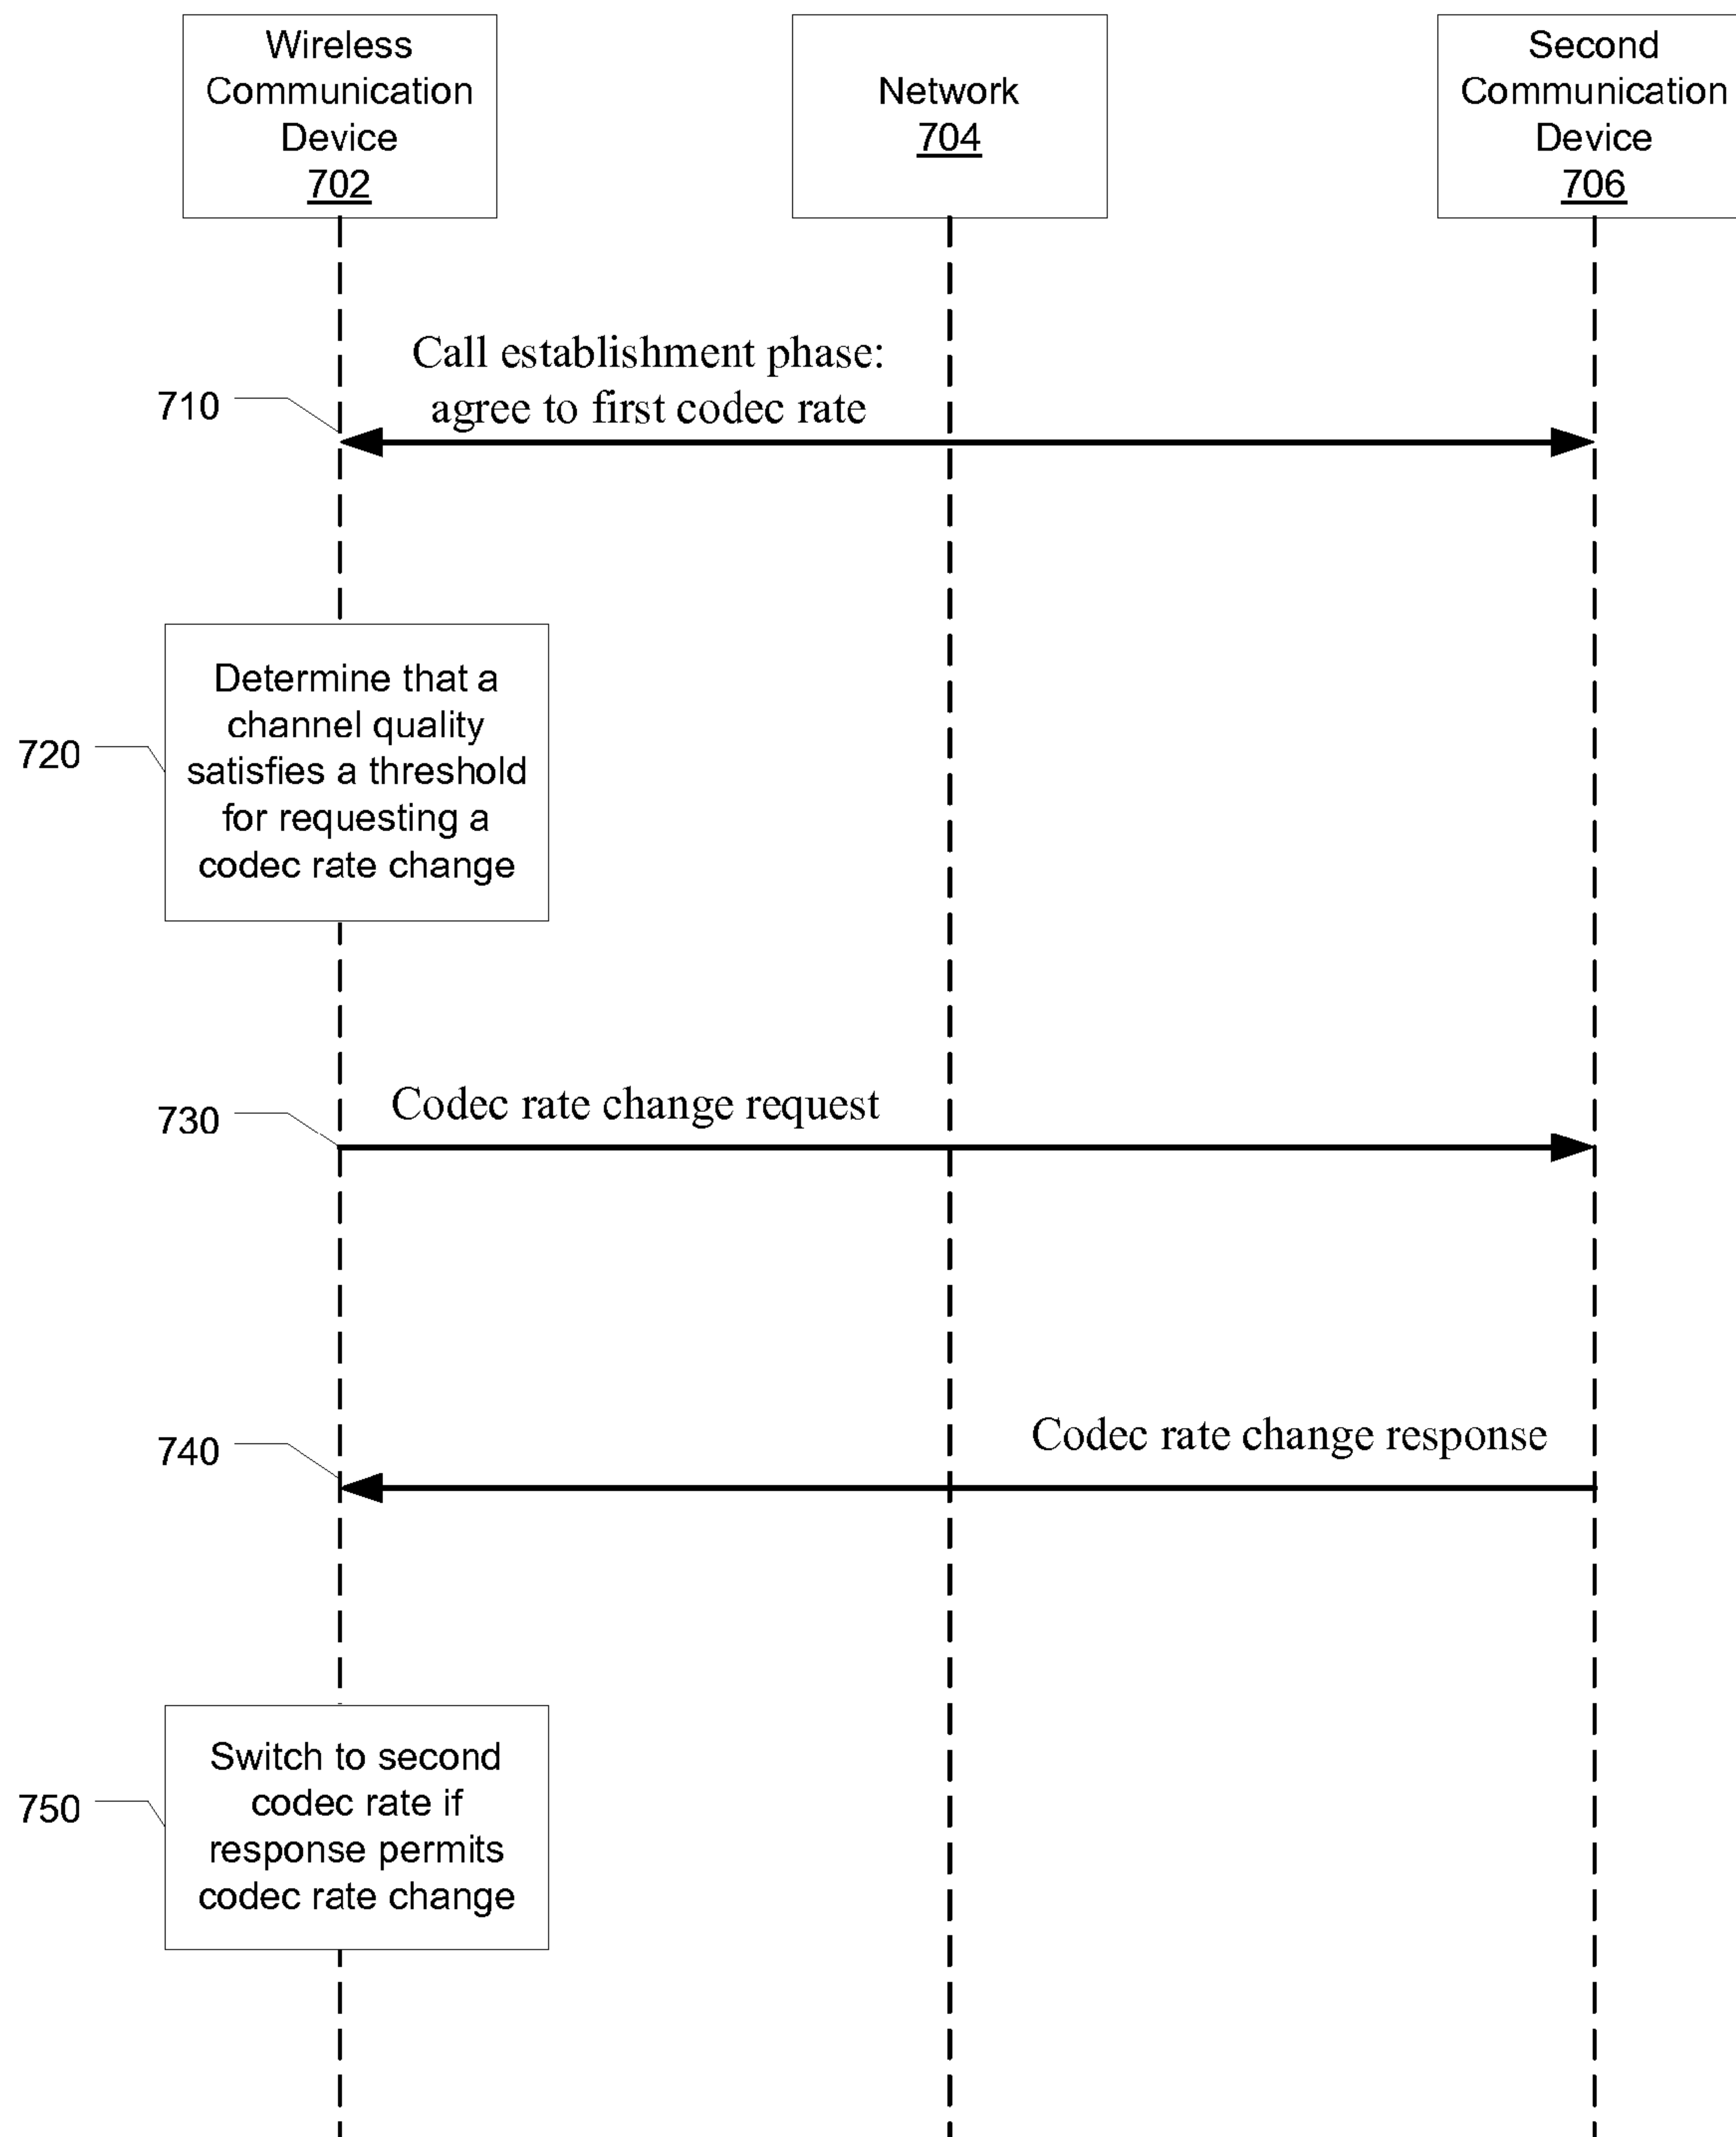 Wireless
Communication
Device
702
Network
704
Second
Communication
Device
706
Call establishment phase:
agree to first codec rate
710
Determine that a
channel quality
satisfies a threshold
for requesting a
codec rate change
720
Codec rate change request
730
Codec rate change response
740
Switch to second
codec rate if
response permits
codec rate change
750